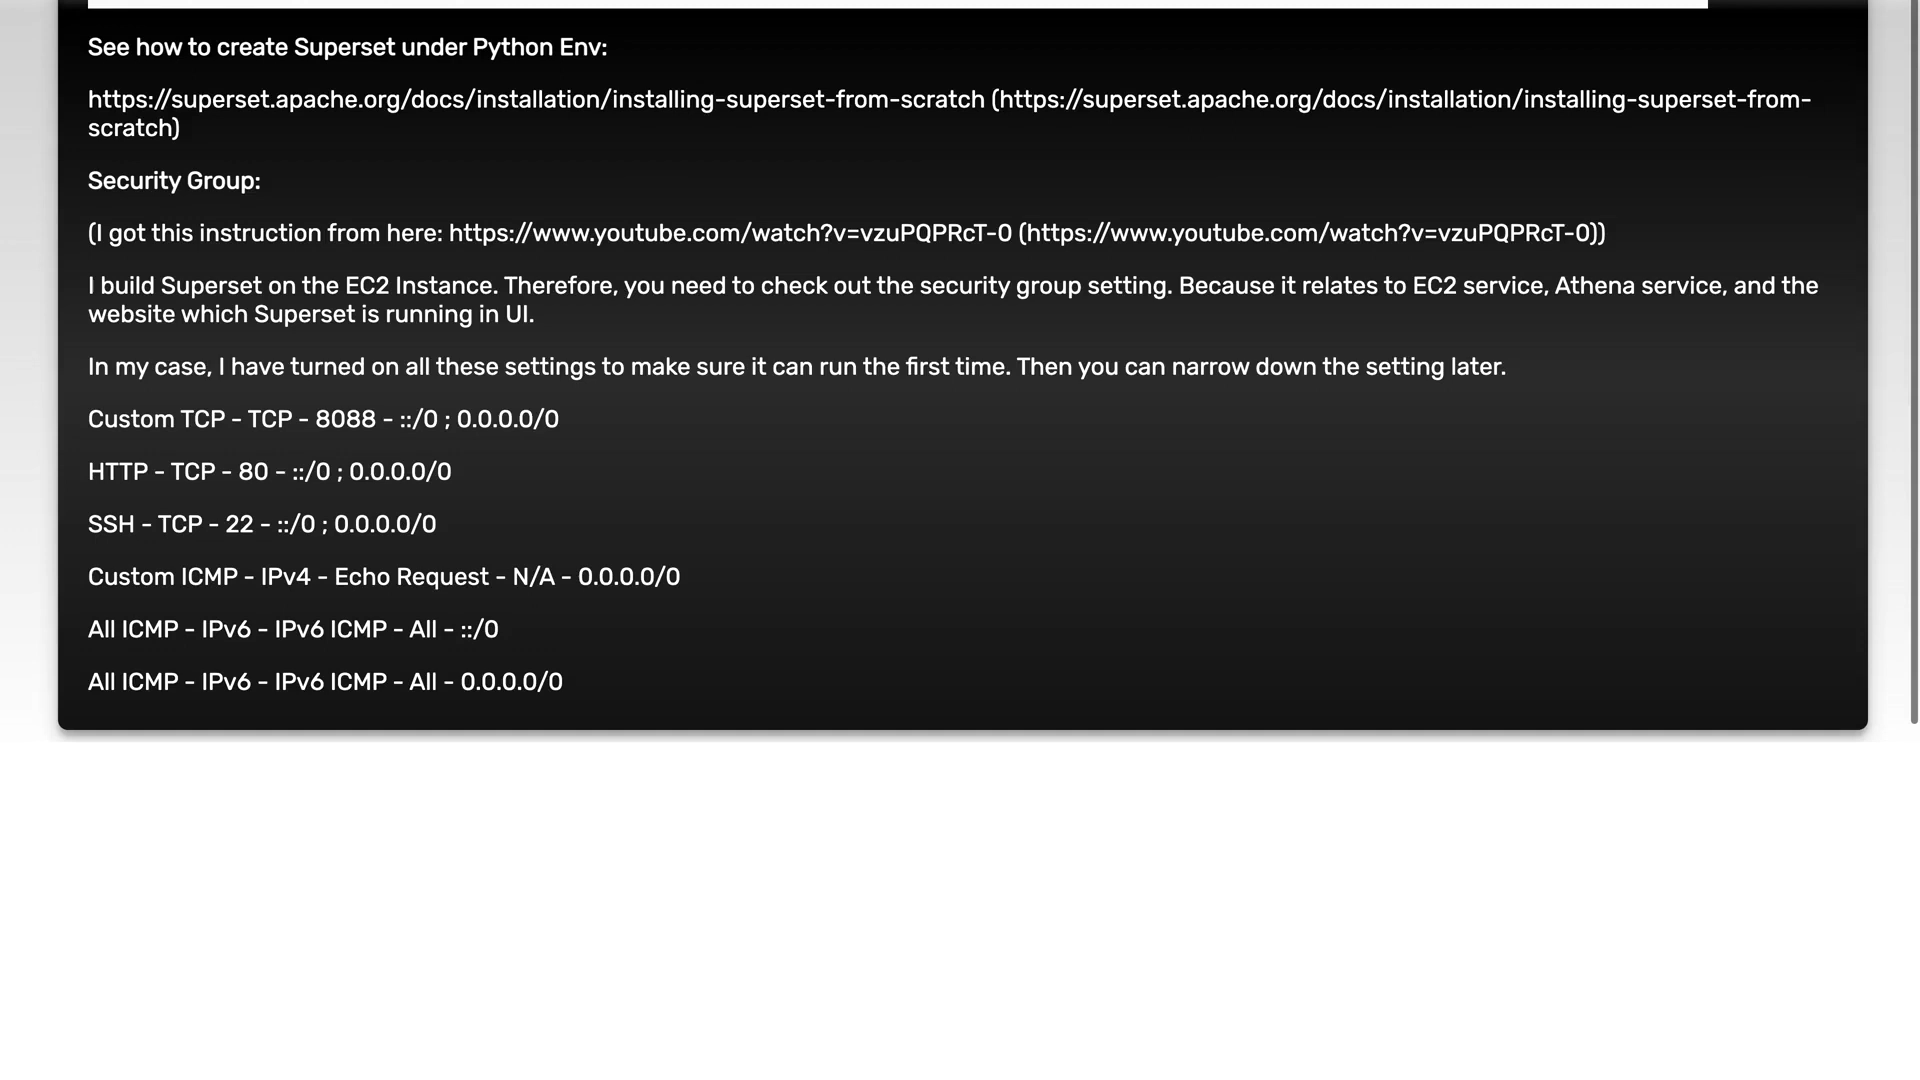 See how to create Superset under Python Env:
https://superset.apache.org/docs/installation/installing-superset-from-scratch (https://superset.apache.org/docs/installation/installing-superset-from-
scratch)
Security Group:
(I got this instruction from here: https://www.youtube.com/watch?v=vzuPQPRcT-0 (https://www.youtube.com/watch?v=vzuPQPRcT-0))
I build Superset on the EC2 Instance. Therefore, you need to check out the security group setting. Because it relates to EC2 service, Athena service, and the
website which Superset is running in UI.
In my case, I have turned on all these settings to make sure it can run the first time. Then you can narrow down the setting later.
Custom TCP - TCP - 8088 - ::/0 ; 0.0.0.0/0
HTTP - TCP - 80 - ::/0 ; 0.0.0.0/0
SSH - TCP - 22 - ::/0 ; 0.0.0.0/0
Custom ICMP - IPv4 - Echo Request - N/A - 0.0.0.0/0
All ICMP - IPv6 - IPv6 ICMP - All - ::/0
All ICMP - IPv6 - IPv6 ICMP - All - 0.0.0.0/0